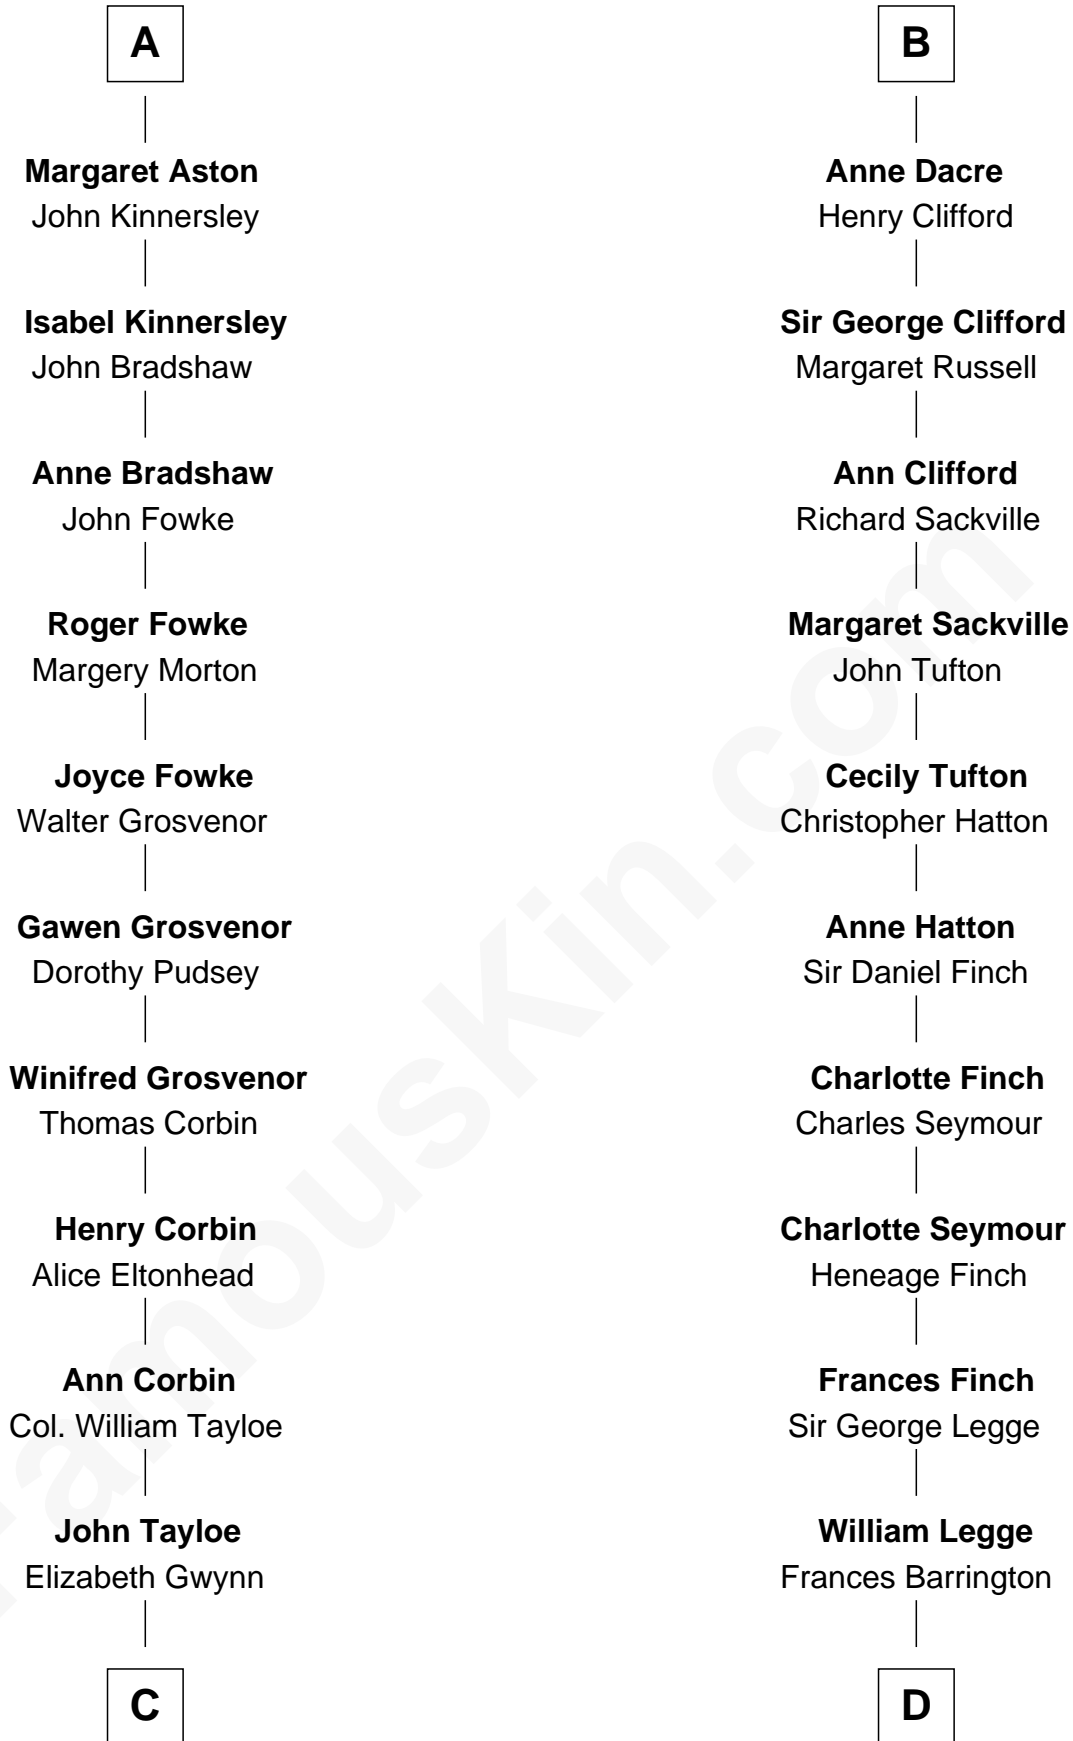 A
Margaret Aston
John Kinnersley
Isabel Kinnersley
John Bradshaw
Anne Bradshaw
John Fowke
Roger Fowke
Margery Morton
Joyce Fowke
Walter Grosvenor
Gawen Grosvenor
Dorothy Pudsey
Winifred Grosvenor
Thomas Corbin
Henry Corbin
Alice Eltonhead
Ann Corbin
Col. William Tayloe
John Tayloe
Elizabeth Gwynn
C
B
Anne Dacre
Henry Clifford
Sir George Clifford
Margaret Russell
Ann Clifford
Richard Sackville
Margaret Sackville
John Tufton
Cecily Tufton
Christopher Hatton
Anne Hatton
Sir Daniel Finch
Charlotte Finch
Charles Seymour
Charlotte Seymour
Heneage Finch
Frances Finch
Sir George Legge
William Legge
Frances Barrington
D
FamousKin.com